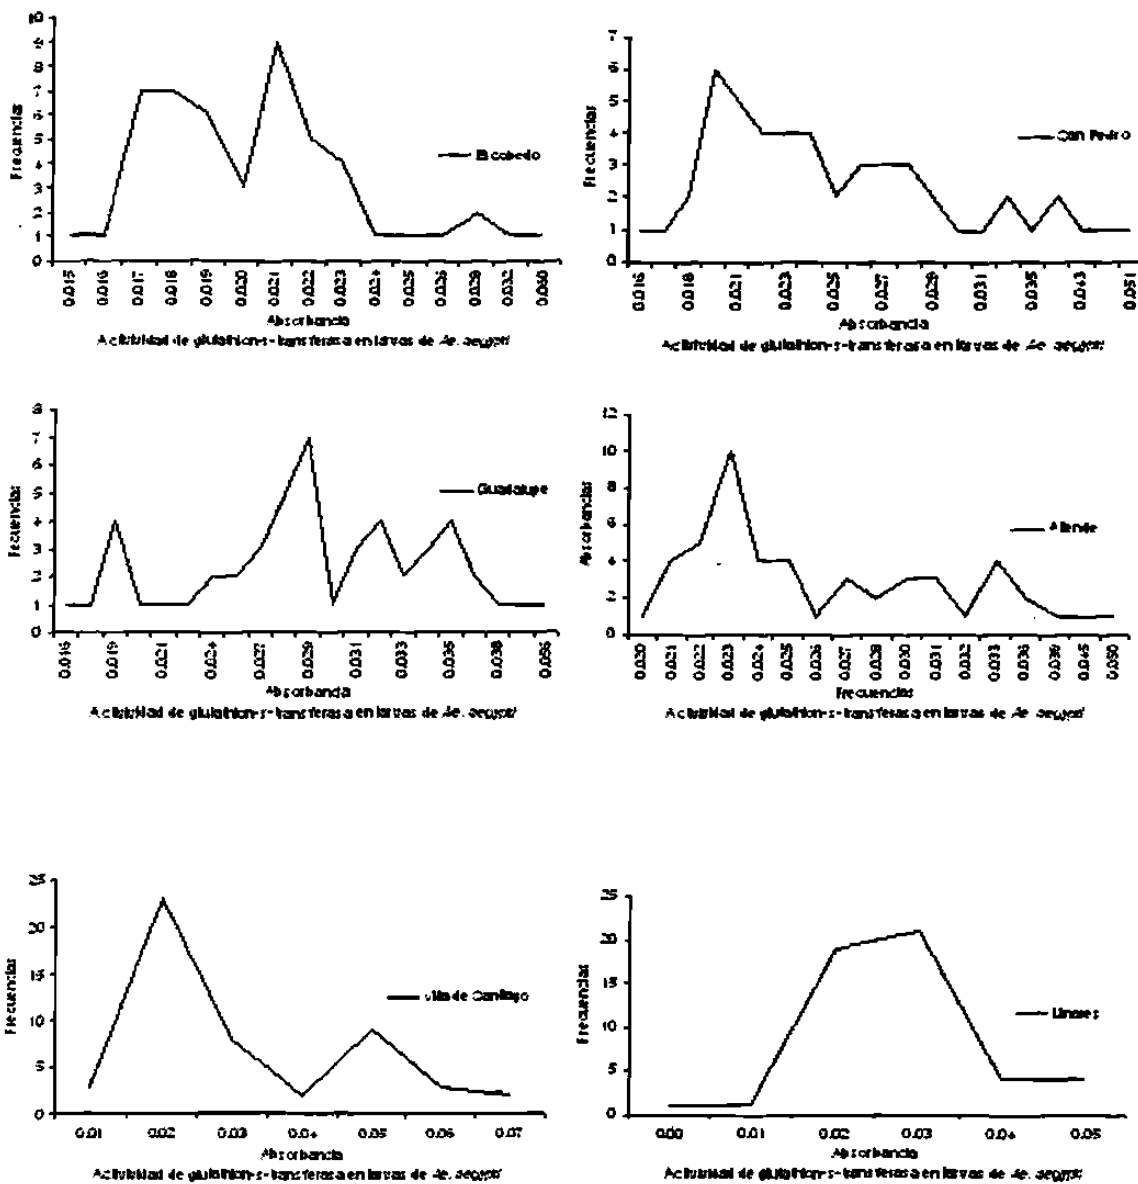 10
9
8
7
6
5
4
3
2
1
0
Frecuencias
Escobedo
0.015 0.016 0.017 0.018 0.019 0.020 0.021 0.022 0.023 0.024 0.025 0.026 0.032 0.060
Absorbancia
Actividad de glutathion-s-transferasa en larvas de Ae. aegypti
7
6
5
4
3
2
1
0
Frecuencias
San Pedro
0.016 0.018 0.021 0.023 0.025 0.027 0.029 0.031 0.035 0.043 0.051
Absorbancia
Actividad de glutathion-s-transferasa en larvas de Ae. aegypti
8
7
6
5
4
3
2
1
0
Frecuencias
Guadalupe
0.016 0.019 0.021 0.024 0.027 0.029 0.031 0.033 0.038 0.056
Absorbancia
Actividad de glutathion-s-transferasa en larvas de Ae. aegypti
12
10
8
6
4
2
0
Absorbancias
Allende
0.020 0.021 0.022 0.023 0.024 0.025 0.026 0.027 0.028 0.030 0.031 0.032 0.033 0.045 0.050
Frecuencias
Actividad de glutathion-s-transferasa en larvas de Ae. aegypti
25
20
15
10
5
0
Frecuencias
Villa de Santiago
0.01 0.02 0.03 0.04 0.05 0.06 0.07
Absorbancia
Actividad de glutathion-s-transferasa en larvas de Ae. aegypti
25
20
15
10
5
0
Frecuencias
Linares
0.00 0.01 0.02 0.03 0.04 0.05
Absorbancia
Actividad de glutathion-s-transferasa en larvas de Ae. aegypti